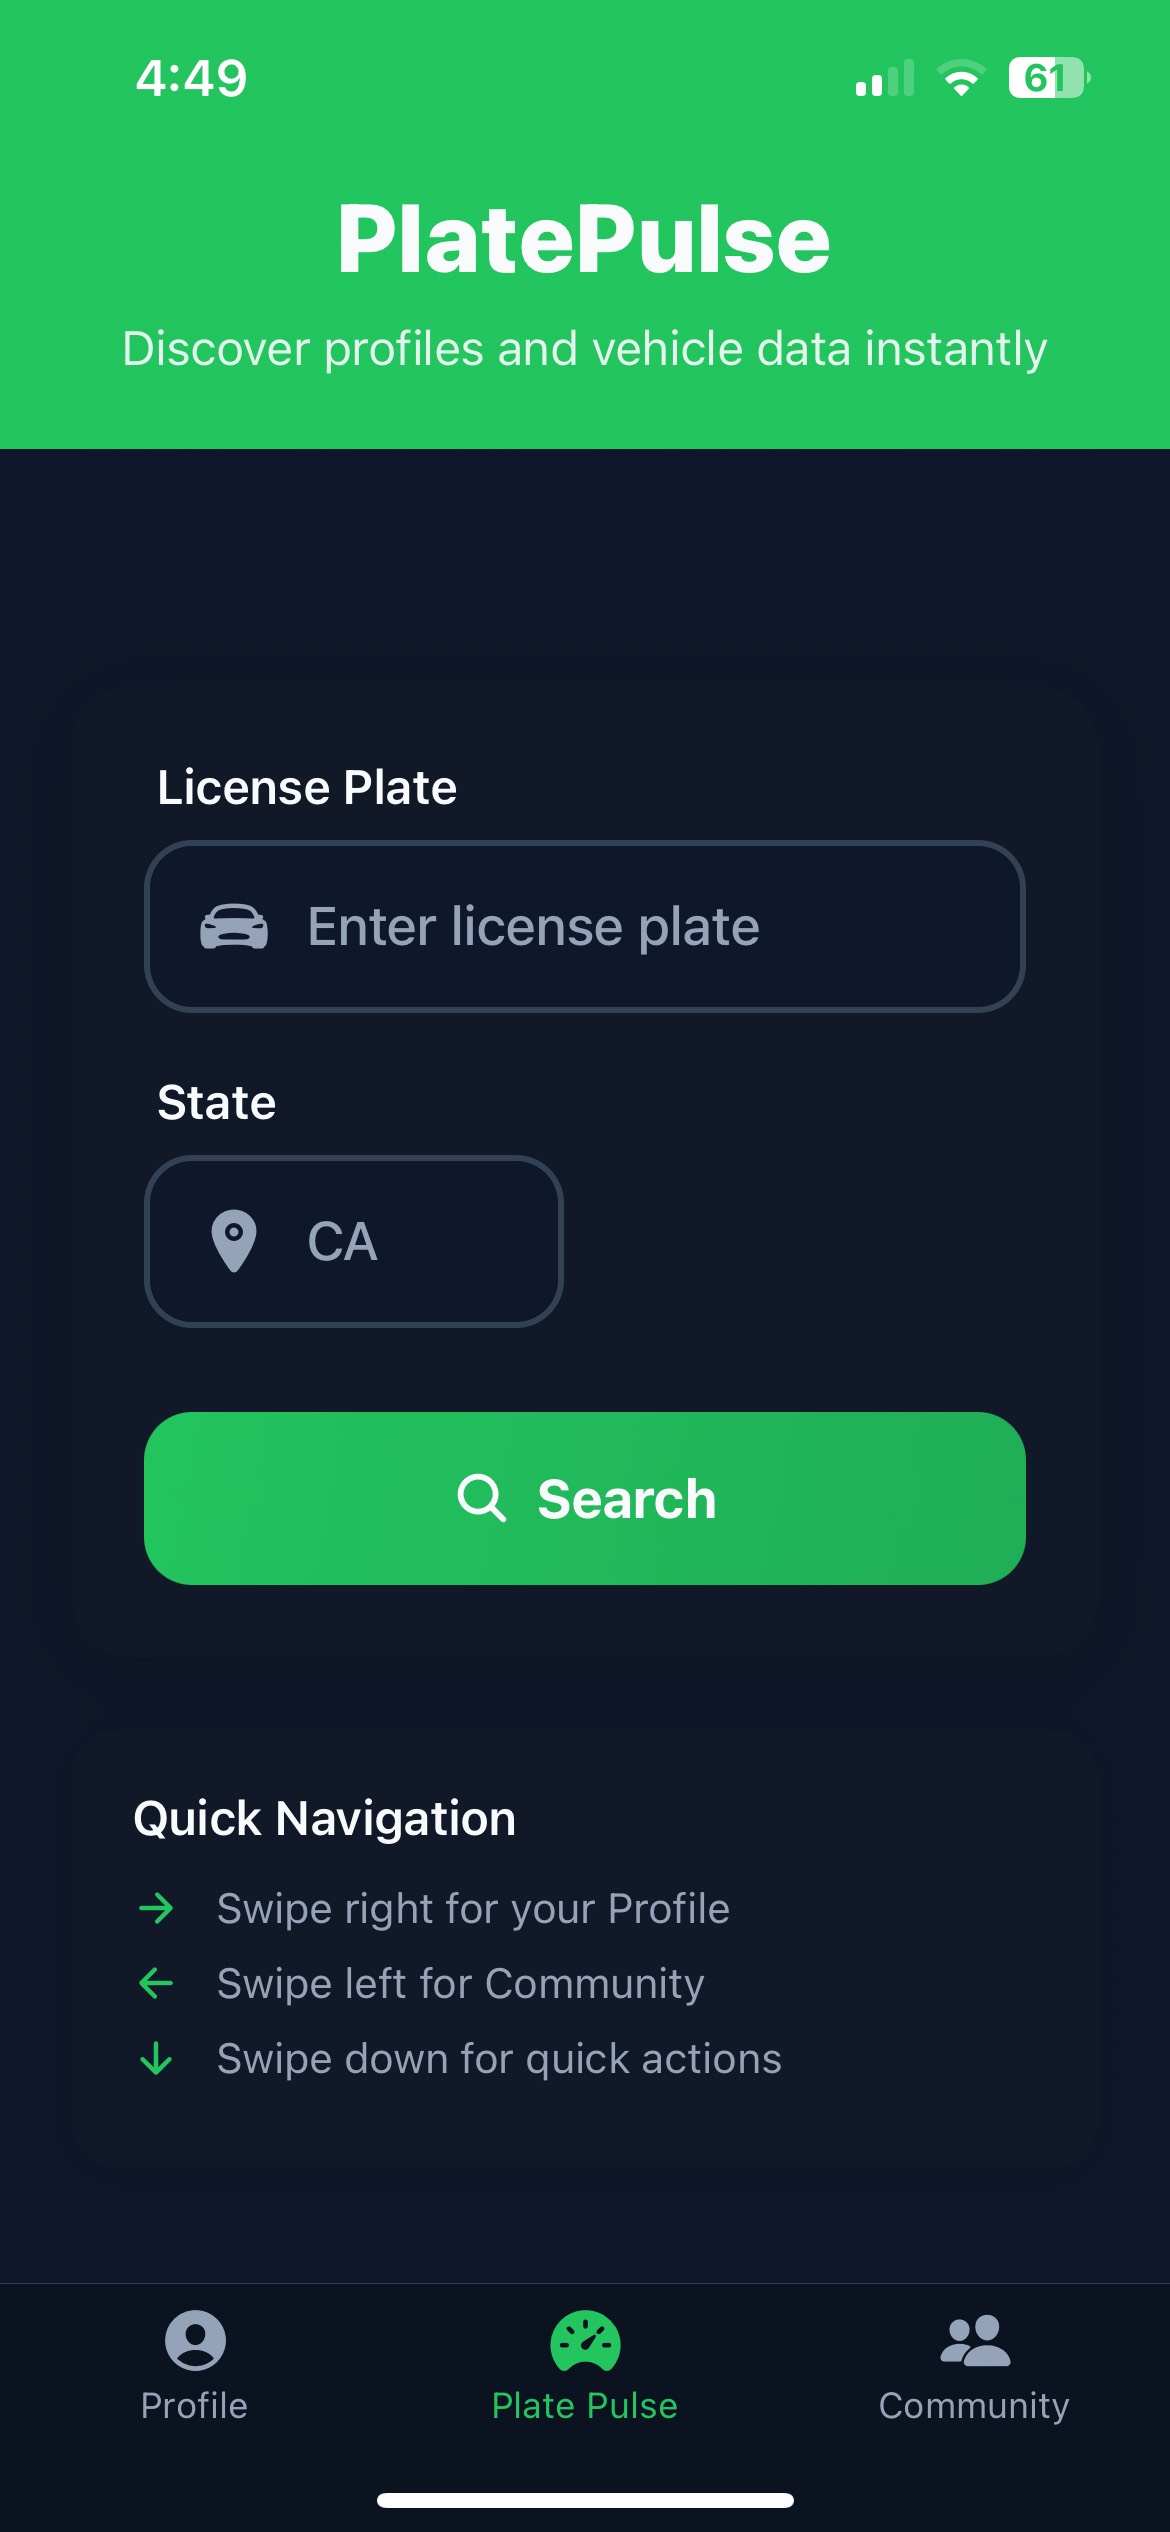 4:49
61
PlatePulse
Discover profiles and vehicle data instantly
License Plate
Enter license plate
State
CA
Search
Quick Navigation
Swipe right for your Profile
Swipe left for Community
Swipe down for quick actions
Profile
Plate Pulse
Community